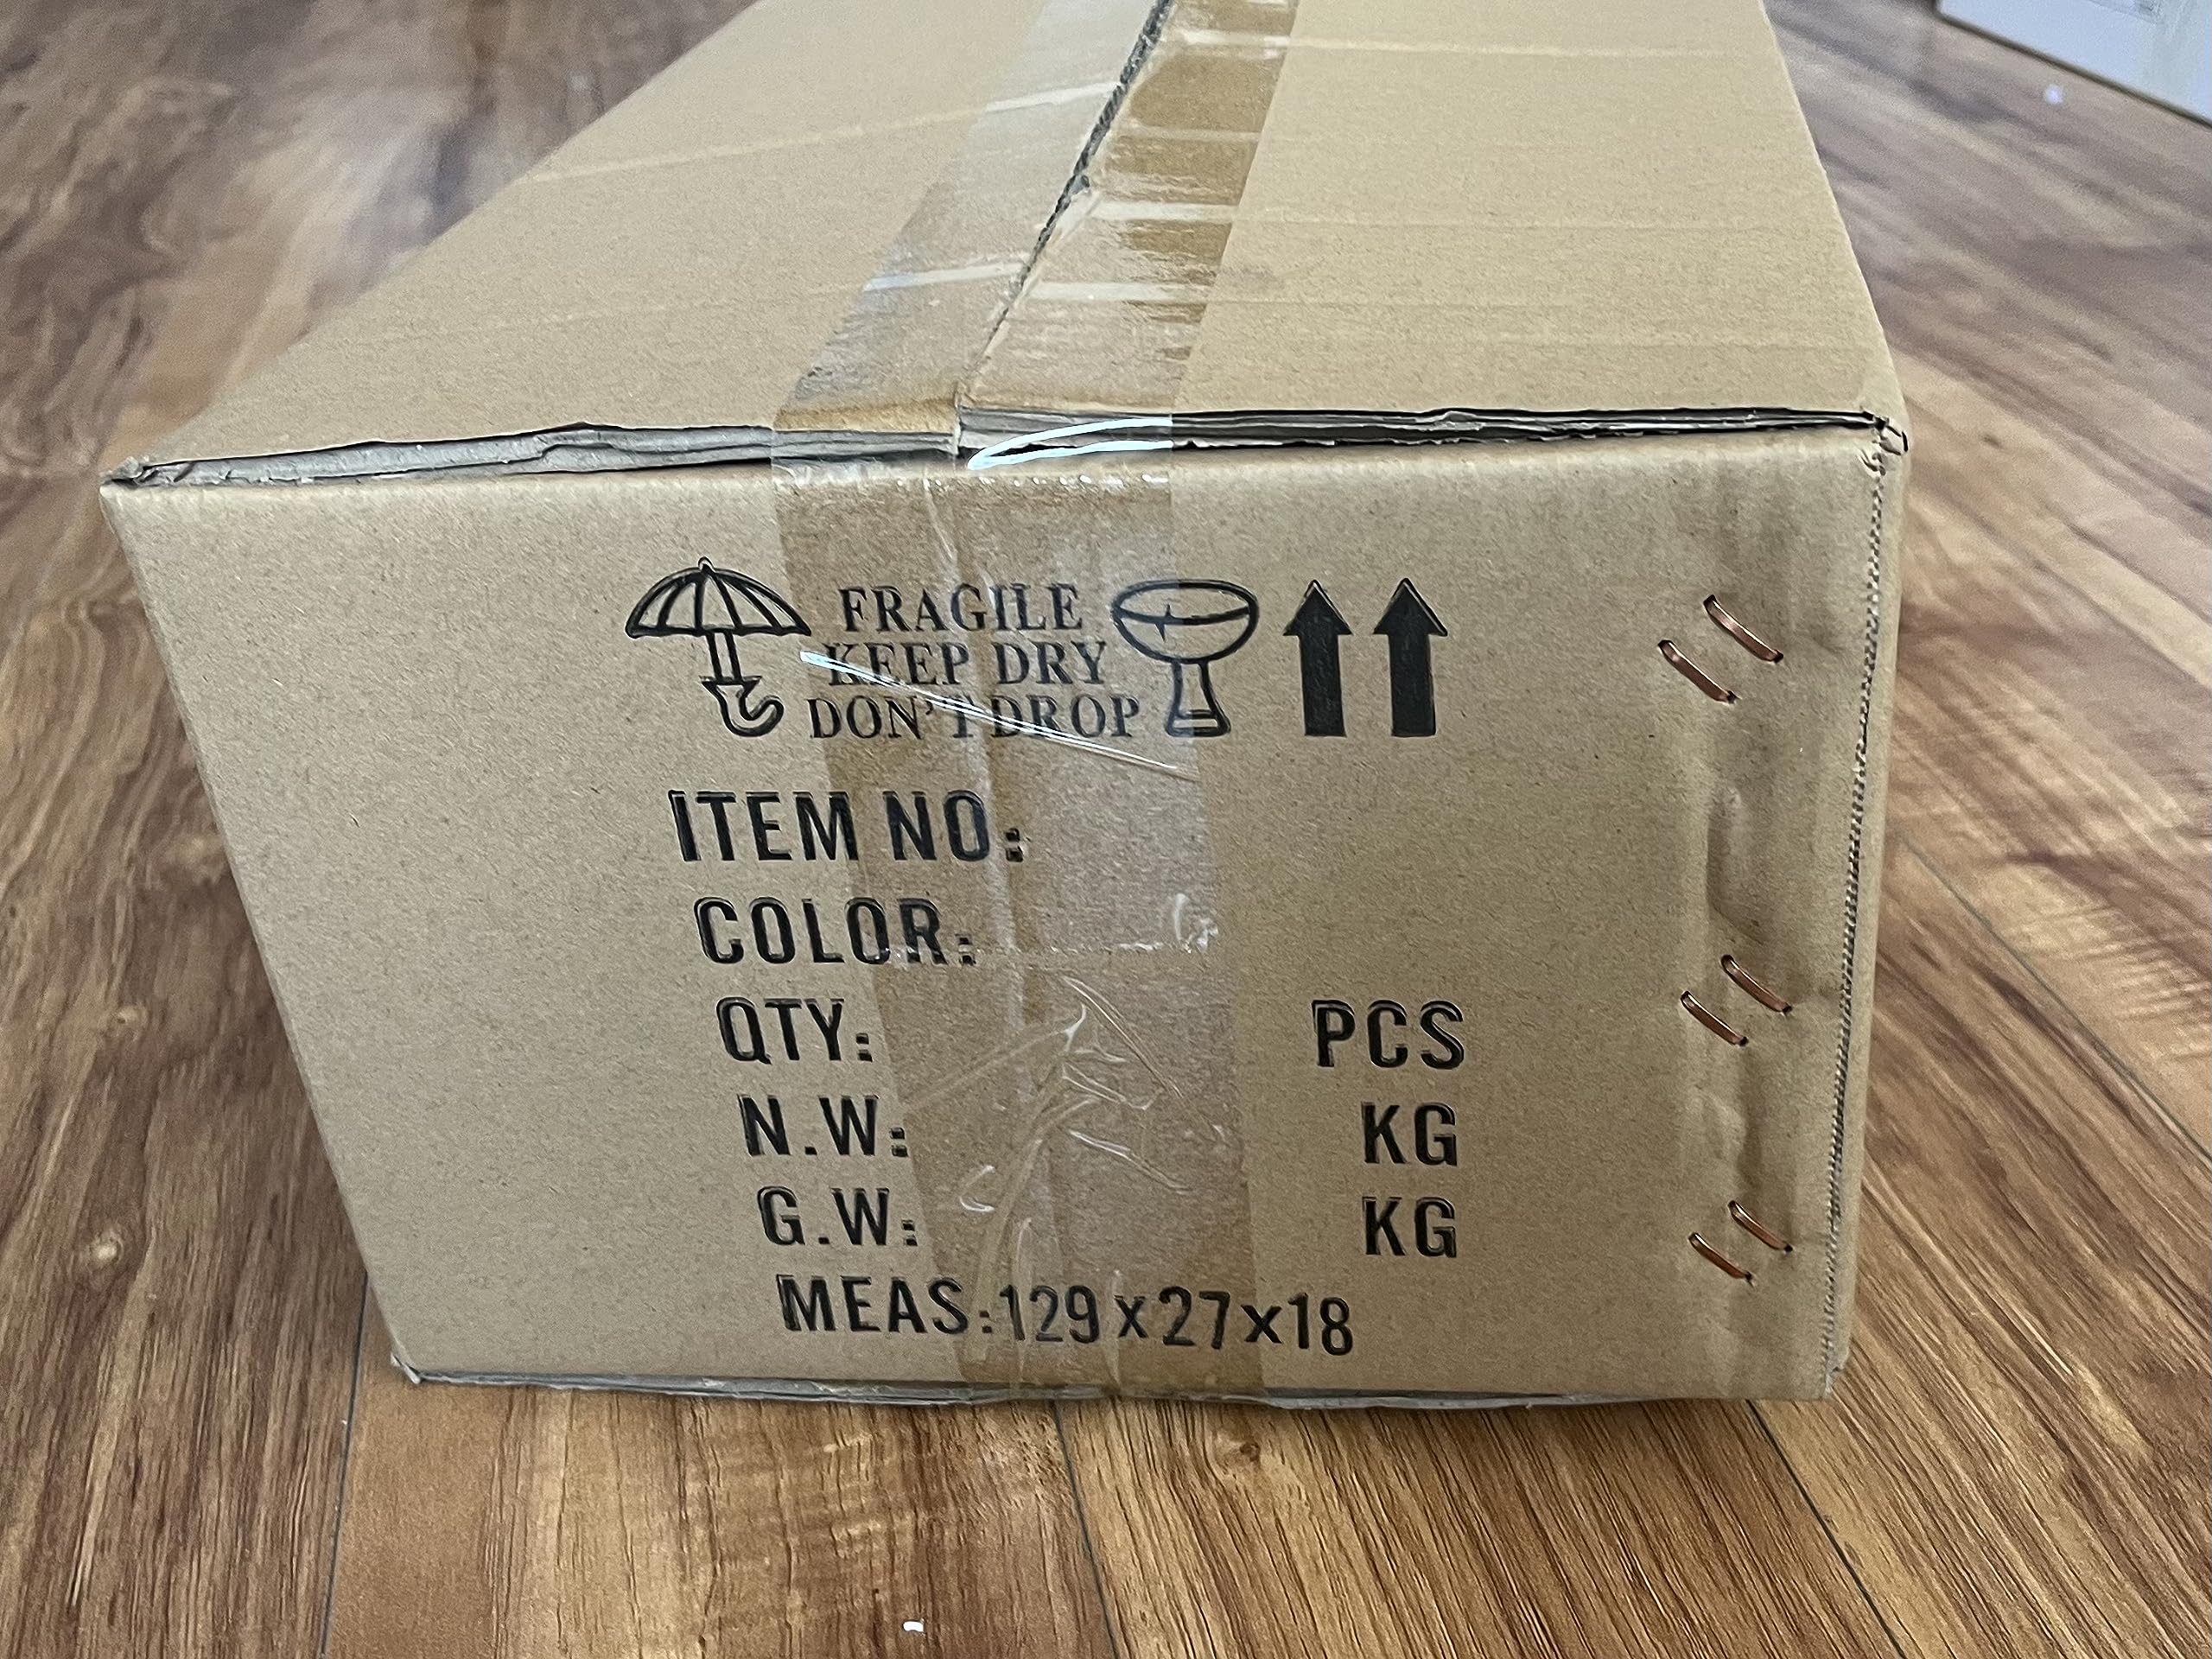 FRAGILE
KEEP DRY
DON'T DROP
ITEM NO:
COLOR:
QTY: PCS
N.W: KG
G.W: KG
MEAS:129x27x18